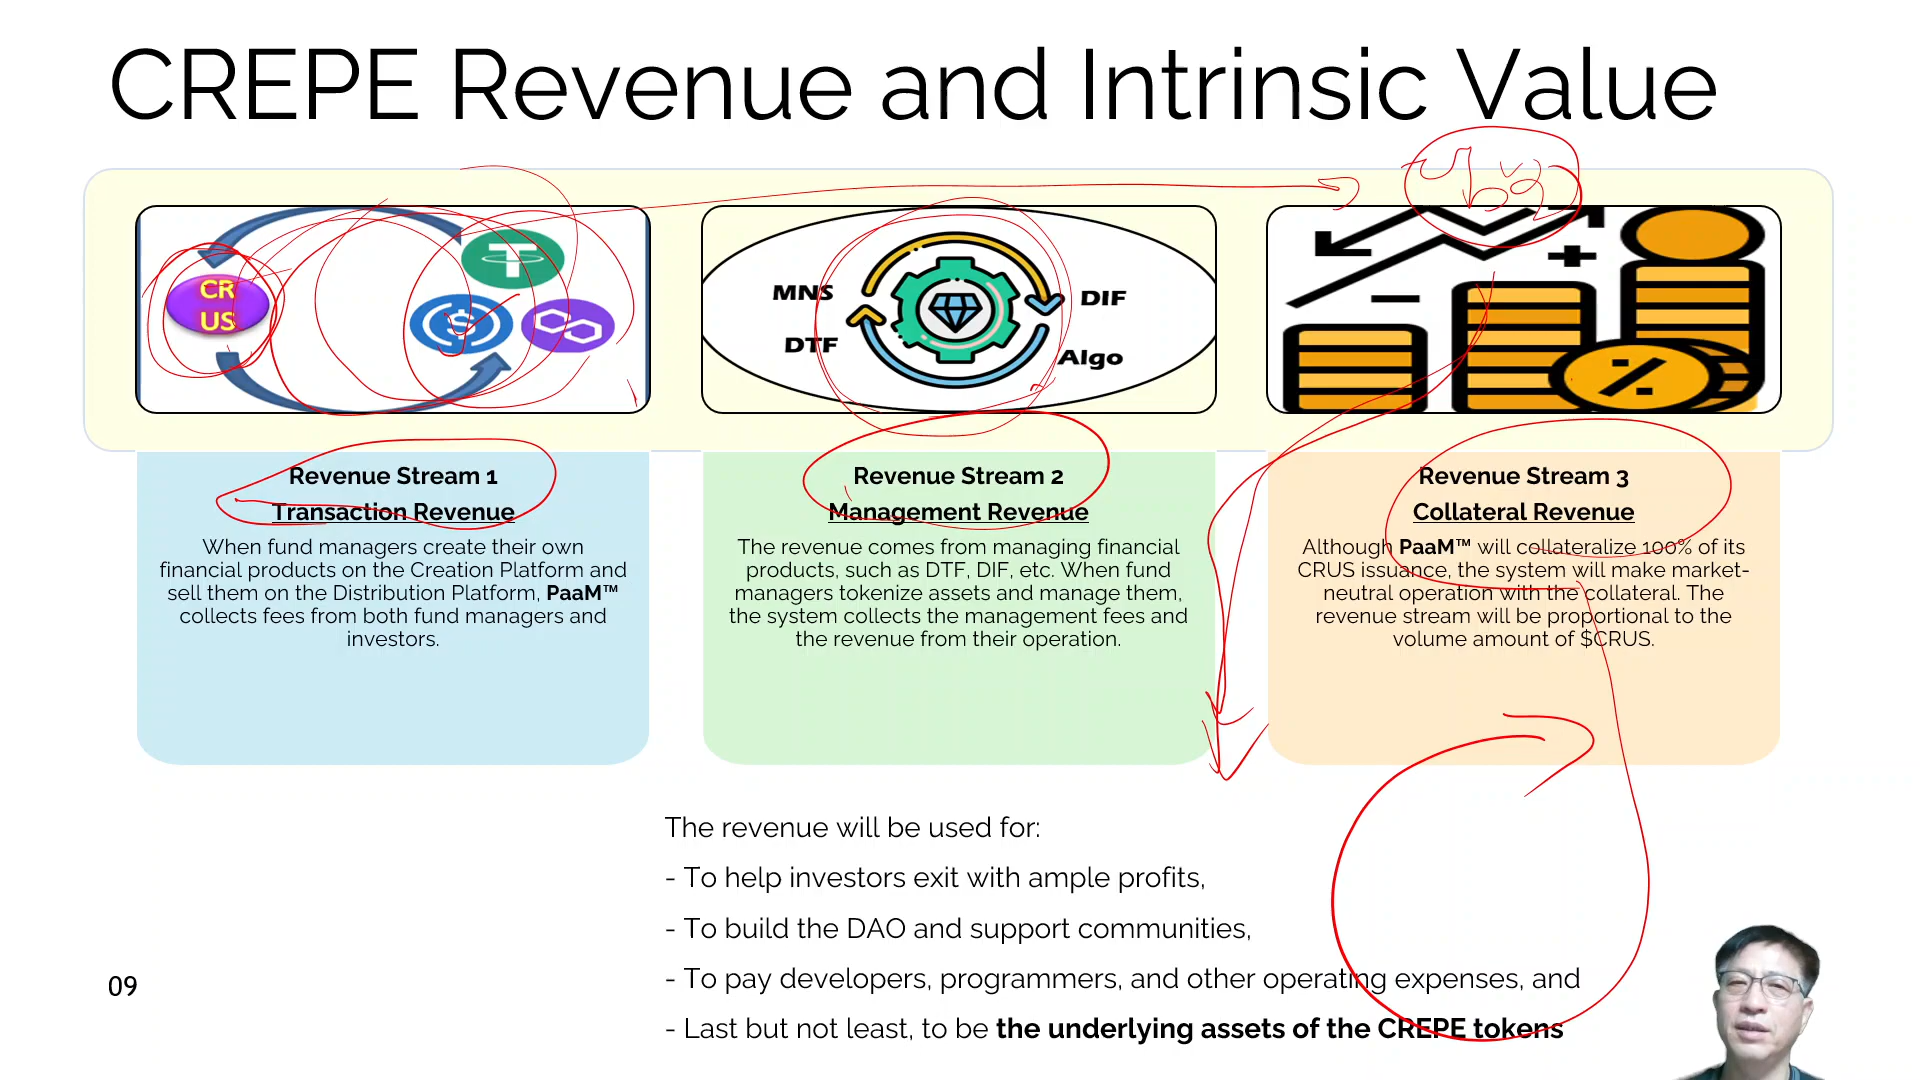 CREPE Revenue and Intrinsic Value
CR
US
MNS
DTF
DIF
Algo
Revenue Stream 1
Transaction Revenue
When fund managers create their own
financial products on the Creation Platform and
sell them on the Distribution Platform, PaaM™
collects fees from both fund managers and
investors.
Revenue Stream 2
Management Revenue
The revenue comes from managing financial
products, such as DTF, DIF, etc. When fund
managers tokenize assets and manage them,
the system collects the management fees and
the revenue from their operation.
Revenue Stream 3
Collateral Revenue
Although PaaM™ will collateralize 100% of its
CRUS issuance, the system will make market-
neutral operation with the collateral. The
revenue stream will be proportional to the
volume amount of $CRUS.
The revenue will be used for:
- To help investors exit with ample profits,
- To build the DAO and support communities,
- To pay developers, programmers, and other operating expenses, and
- Last but not least, to be the underlying assets of the CREPE tokens
09